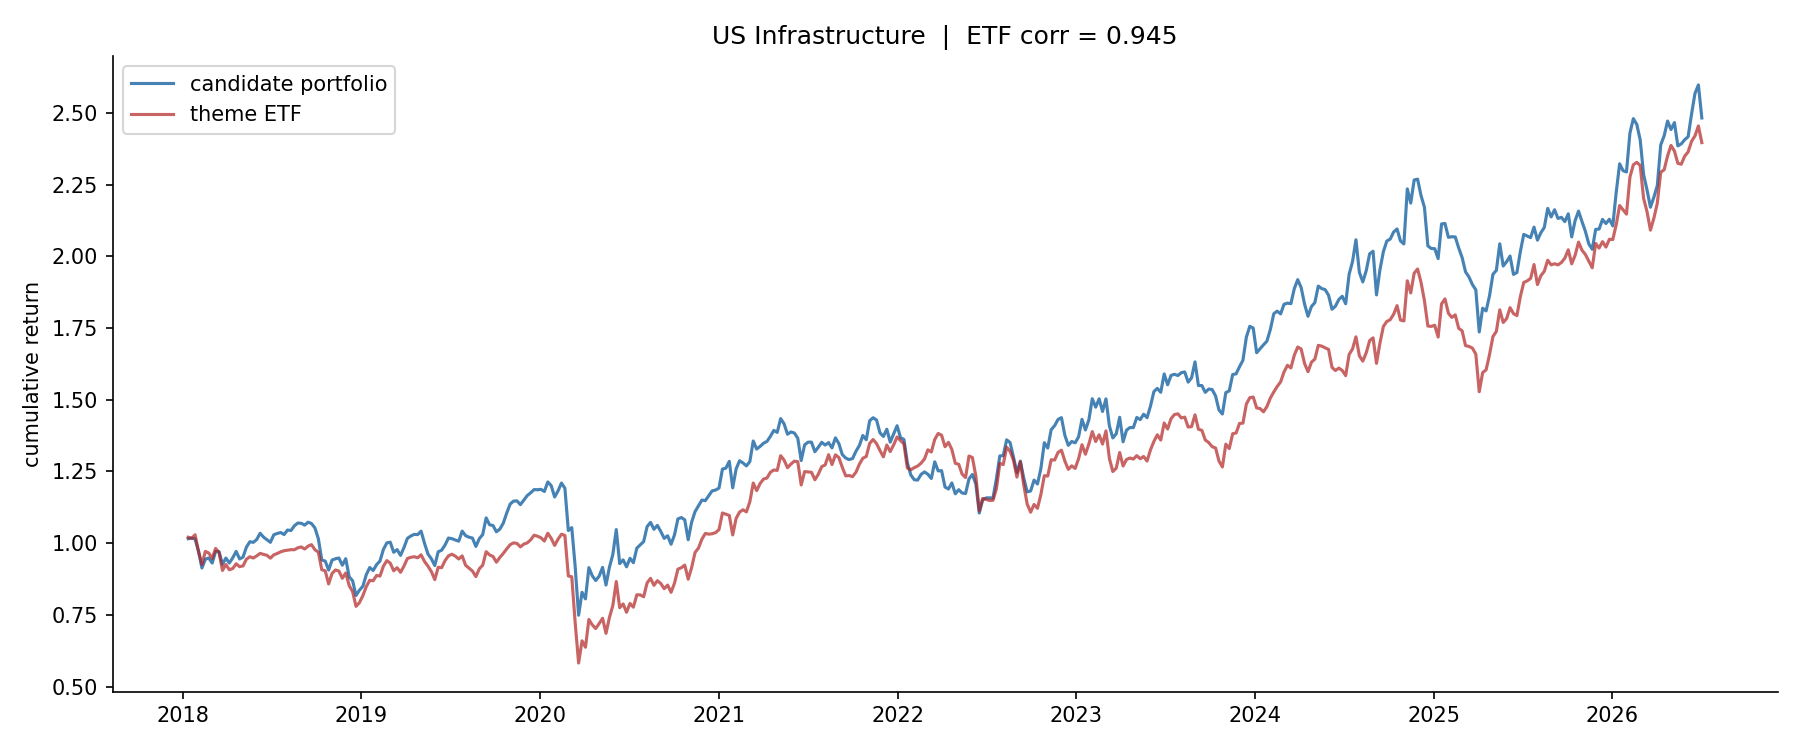 US Infrastructure | ETF corr = 0.945
candidate portfolio
theme ETF
cumulative return
2.50
2.25
2.00
1.75
1.50
1.25
1.00
0.75
0.50
2018 2019 2020 2021 2022 2023 2024 2025 2026